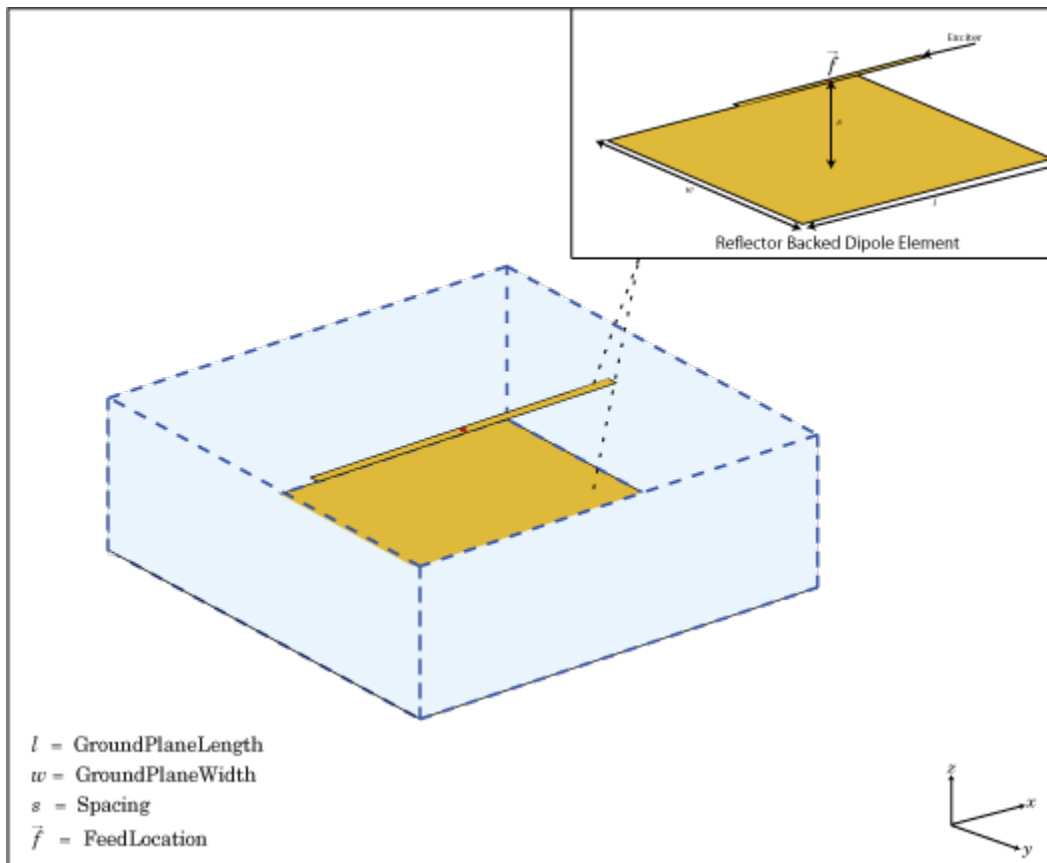 Exciter
f
s
w
l
Reflector Backed Dipole Element
l = GroundPlaneLength
w = GroundPlaneWidth
s = Spacing
f = FeedLocation
z
x
y